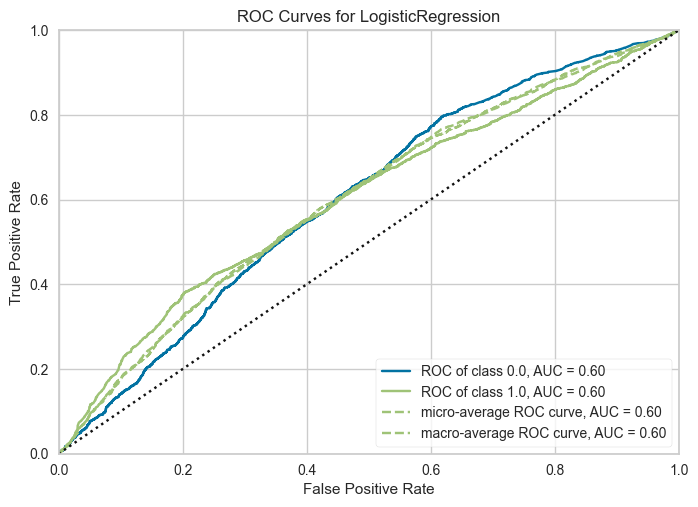 ROC Curves for LogisticRegression
True Positive Rate
1.0
0.8
0.6
0.4
0.2
0.0
ROC of class 0.0, AUC = 0.60
ROC of class 1.0, AUC = 0.60
micro-average ROC curve, AUC = 0.60
macro-average ROC curve, AUC = 0.60
0.0 0.2 0.4 0.6 0.8 1.0
False Positive Rate